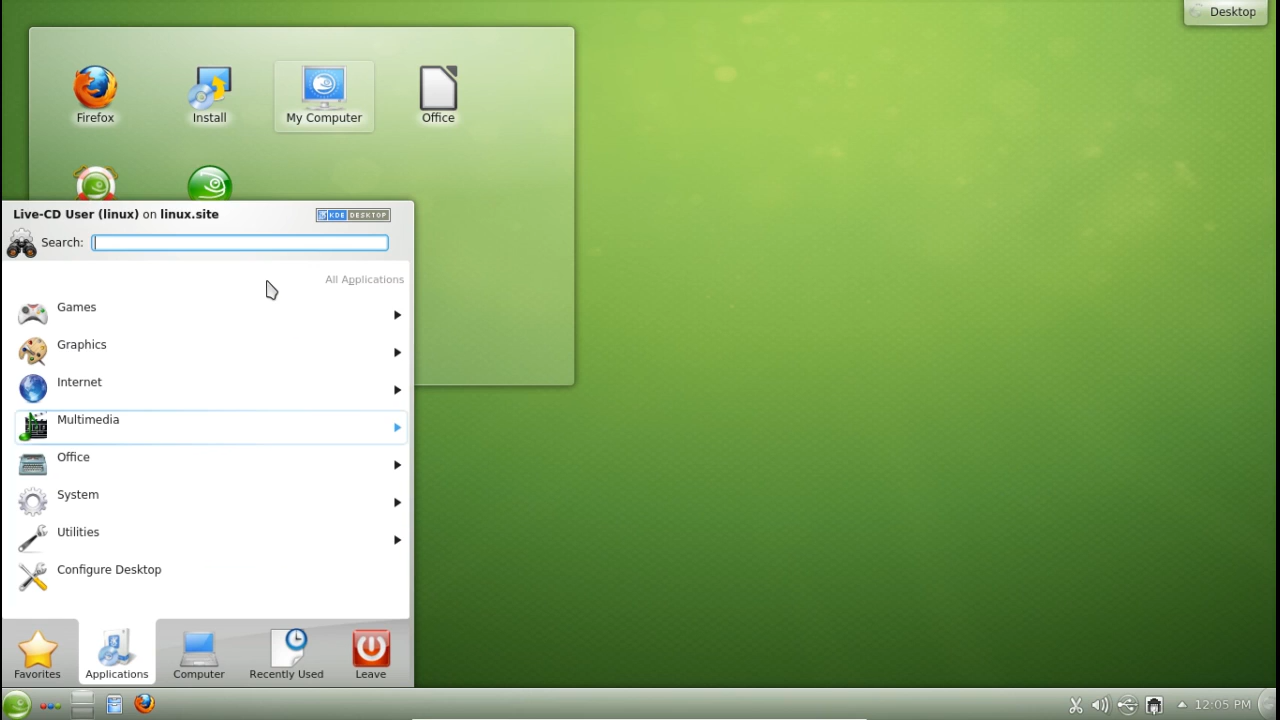 Desktop
Firefox
Install
My Computer
Office
Live-CD User (linux) on linux.site
KDE DESKTOP
Search:
All Applications
Games
Graphics
Internet
Multimedia
Office
System
Utilities
Configure Desktop
Favorites
Applications
Computer
Recently Used
Leave
12:05 PM